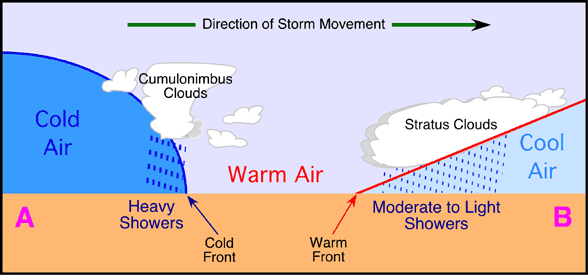 Direction of Storm Movement
Cumulonimbus
Clouds
Stratus Clouds
Cold
Air
Cool
Air
Warm Air
A
Heavy
Showers
Cold
Front
Warm
Front
Moderate to Light
Showers
B